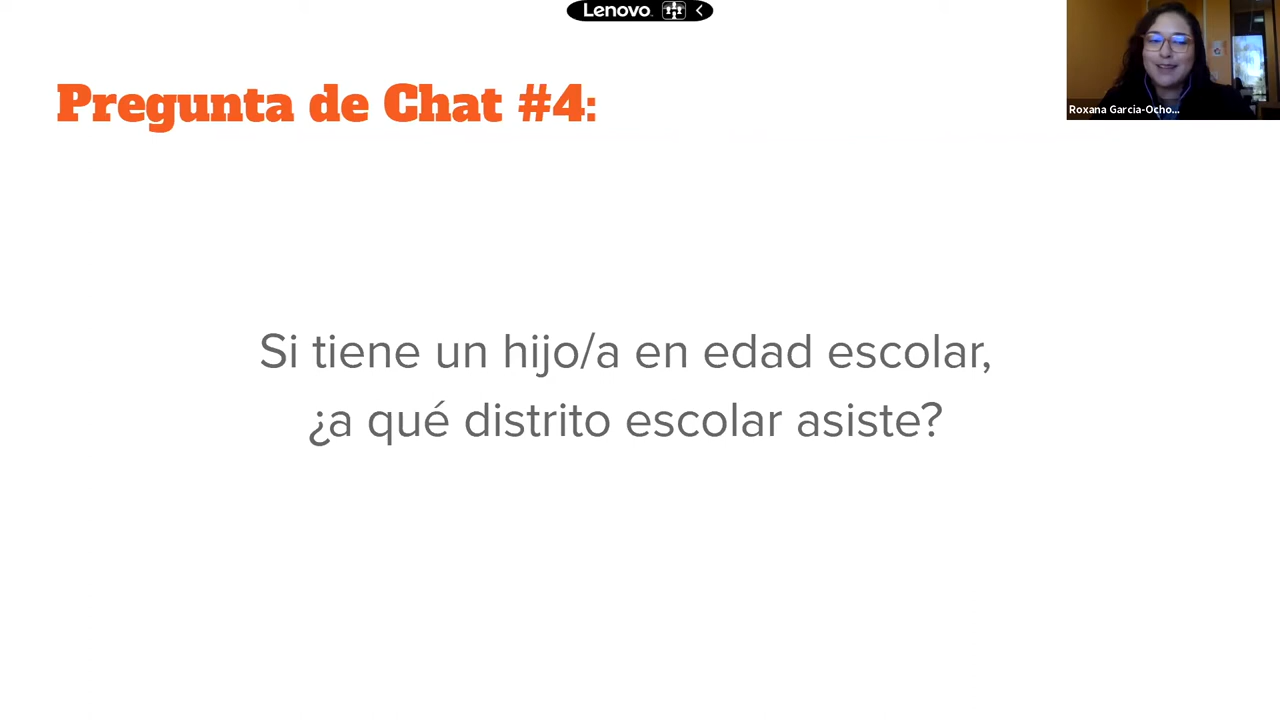 Lenovo
Pregunta de Chat #4:
Roxana Garcia-Ocho...
Si tiene un hijo/a en edad escolar,
¿a qué distrito escolar asiste?